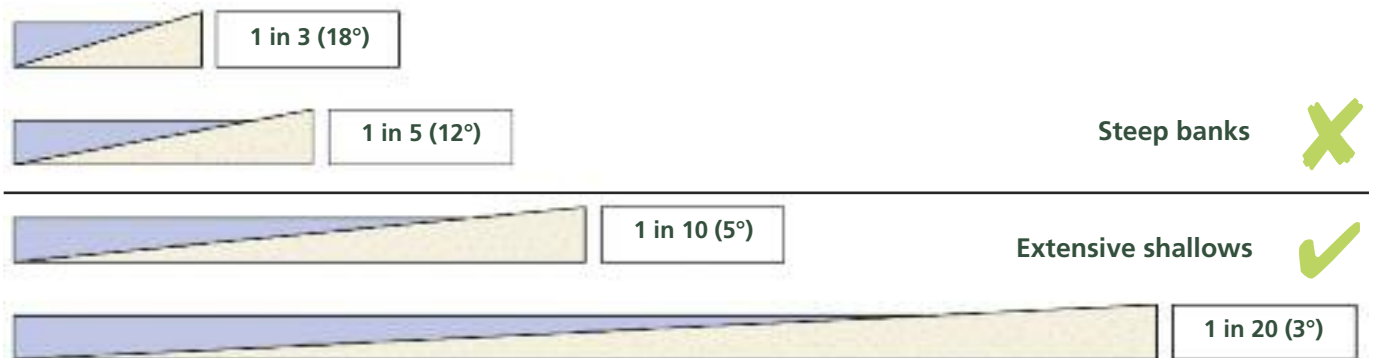 1 in 3 (18°)
1 in 5 (12°)
Steep banks
1 in 10 (5°)
Extensive shallows
1 in 20 (3°)